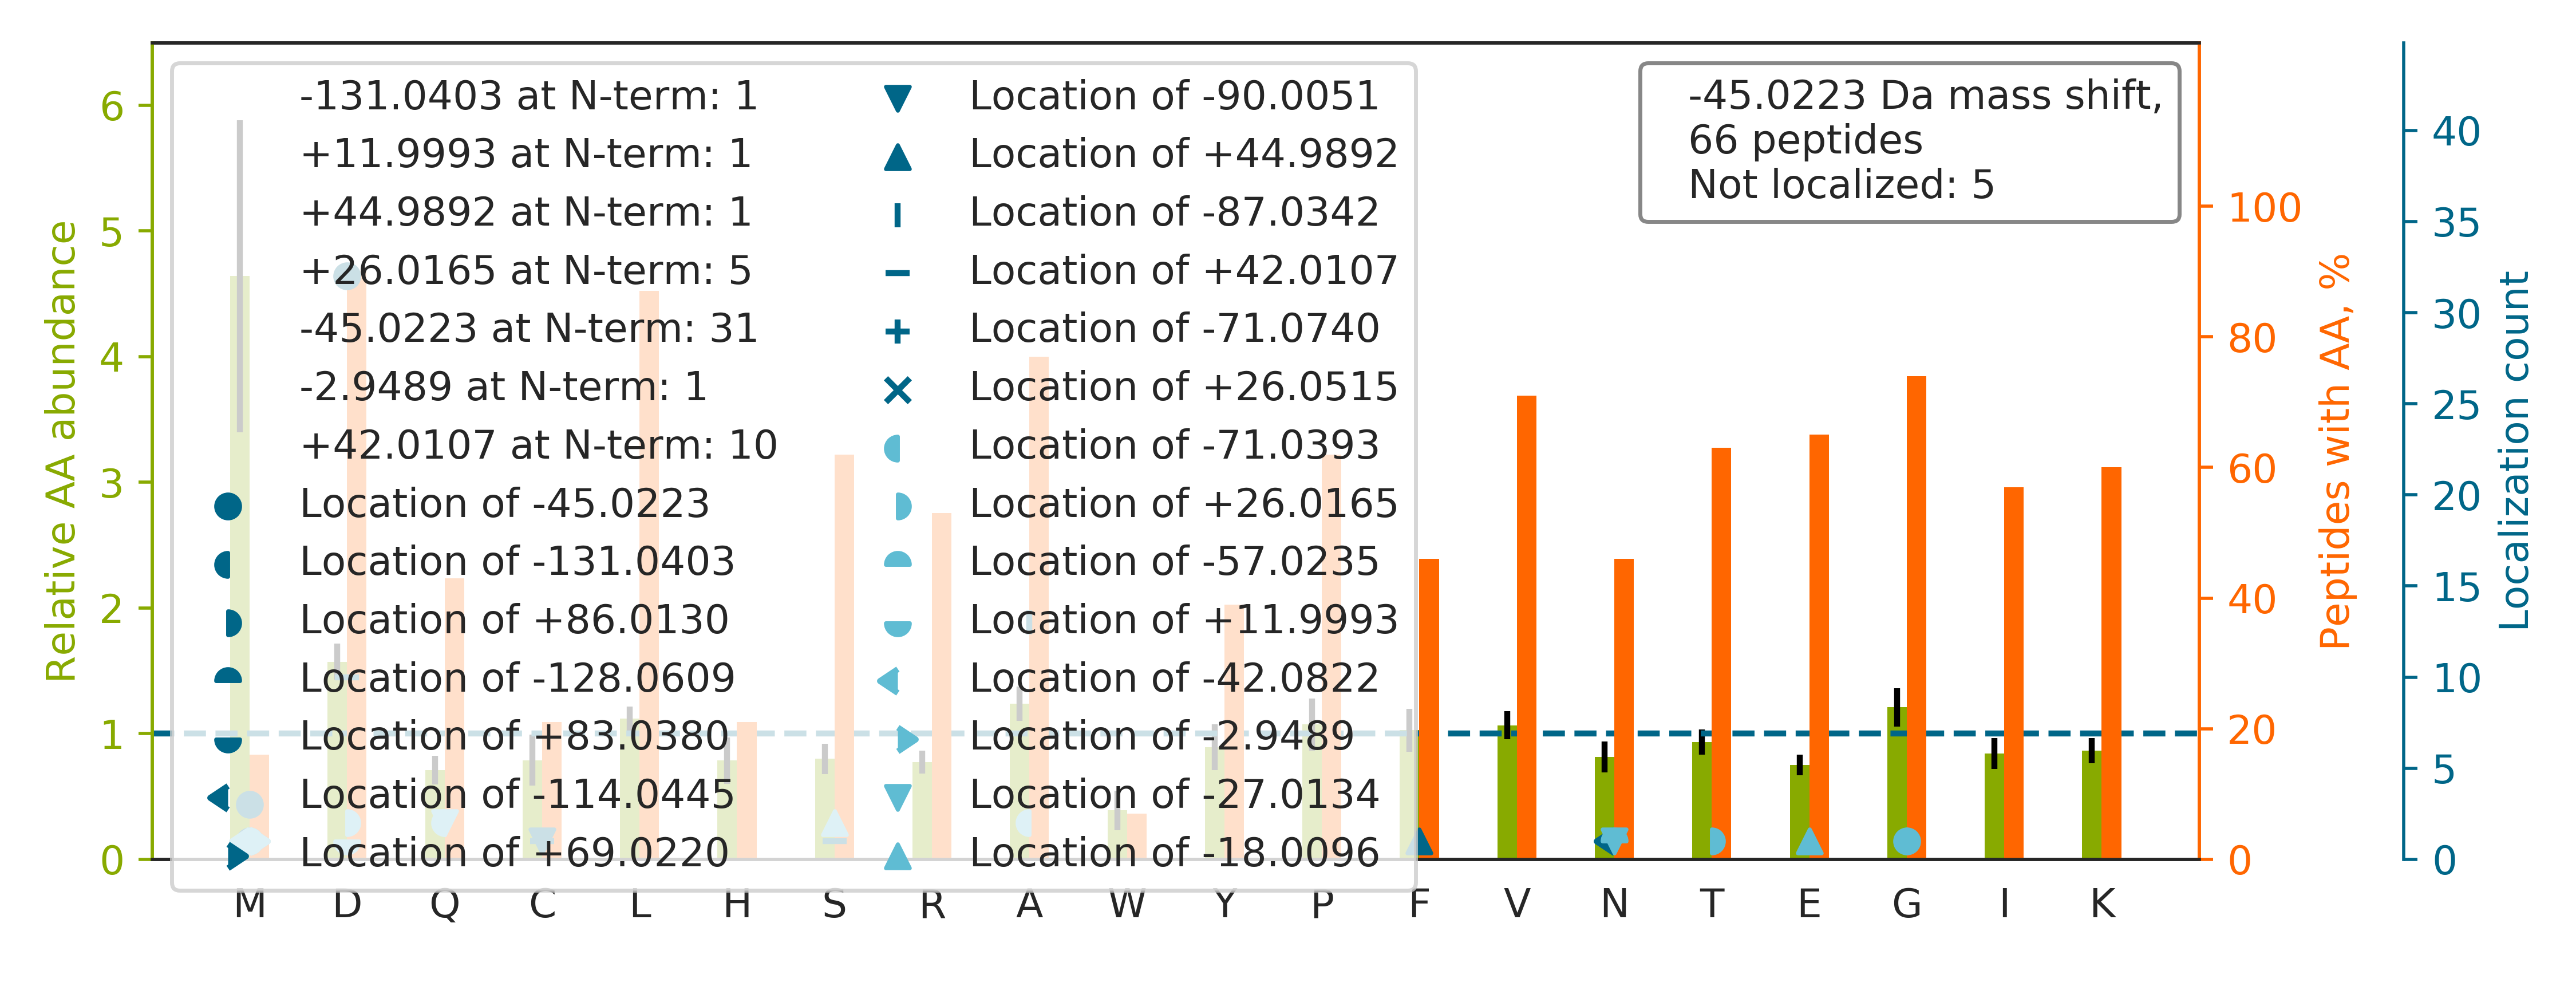 -131.0403 at N-term: 1
+11.9993 at N-term: 1
+44.9892 at N-term: 1
+26.0165 at N-term: 5
-45.0223 at N-term: 31
-2.9489 at N-term: 1
+42.0107 at N-term: 10
Location of -45.0223
Location of -131.0403
Location of +86.0130
Location of -128.0609
Location of +83.0380
Location of -114.0445
Location of +69.0220
Location of -90.0051
Location of +44.9892
Location of -87.0342
Location of +42.0107
Location of -71.0740
Location of +26.0515
Location of -71.0393
Location of +26.0165
Location of -57.0235
Location of +11.9993
Location of -42.0822
Location of -2.9489
Location of -27.0134
Location of -18.0096
-45.0223 Da mass shift,
66 peptides
Not localized: 5
Relative AA abundance
6
5
4
3
2
1
0
M D Q C L H S R A W Y P F V N T E G I K
100
80
60
40
20
0
Peptides with AA, %
40
35
30
25
20
15
10
5
0
Localization count